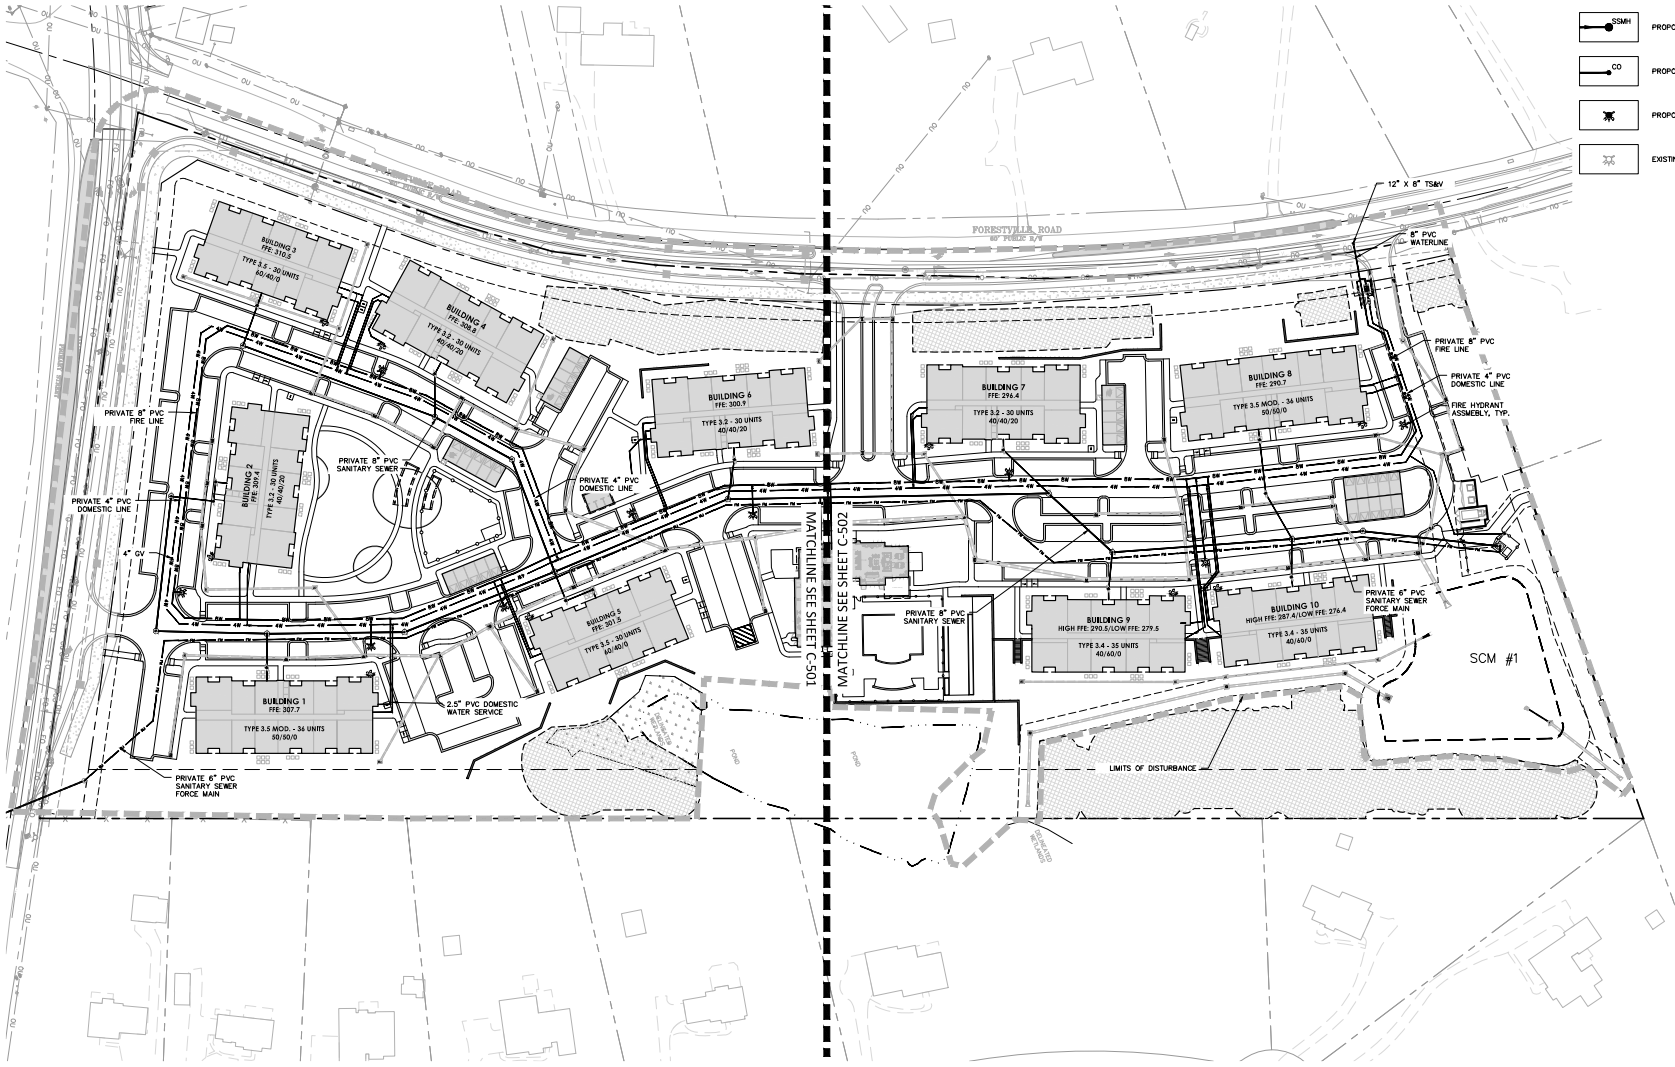 SSMH
PROPO
CO
PROPO
PROPO
EXISTIN
12" X 8" TS&V
8" PVC
WATERLINE
FORESTVILLE ROAD
60' PUBLIC R/W
BUILDING 3
FFE: 310.5
TYPE 3.5 - 30 UNITS
60/40/0
BUILDING 4
FFE: 308.8
TYPE 3.2 - 30 UNITS
40/40/20
BUILDING 6
FFE: 300.9
TYPE 3.2 - 30 UNITS
40/40/20
BUILDING 7
FFE: 296.4
TYPE 3.2 - 30 UNITS
40/40/20
BUILDING 8
FFE: 290.7
TYPE 3.5 MOD. - 36 UNITS
50/50/0
PRIVATE 8" PVC
FIRE LINE
PRIVATE 4" PVC
DOMESTIC LINE
FIRE HYDRANT
ASSMEBLY, TYP.
PRIVATE 8" PVC
FIRE LINE
PRIVATE 8" PVC
SANITARY SEWER
PRIVATE 4" PVC
DOMESTIC LINE
BUILDING 2
FFE: 309.4
TYPE 3.2 - 30 UNITS
40/40/20
PRIVATE 4" PVC
DOMESTIC LINE
4" GV
MATCHLINE SEE SHEET C-501
MATCHLINE SEE SHEET C-502
BUILDING 5
FFE: 301.5
TYPE 3.5 - 30 UNITS
60/40/0
PRIVATE 8" PVC
SANITARY SEWER
BUILDING 9
HIGH FFE: 290.5/LOW FFE: 279.5
TYPE 3.4 - 35 UNITS
40/60/0
BUILDING 10
HIGH FFE: 287.4/LOW FFE: 276.4
TYPE 3.4 - 35 UNITS
40/60/0
PRIVATE 6" PVC
SANITARY SEWER
FORCE MAIN
SCM #1
BUILDING 1
FFE: 307.7
TYPE 3.5 MOD. - 36 UNITS
50/50/0
2.5" PVC DOMESTIC
WATER SERVICE
POND
POND
LIMITS OF DISTURBANCE
PRIVATE 6" PVC
SANITARY SEWER
FORCE MAIN
DELINEATED
WETLANDS